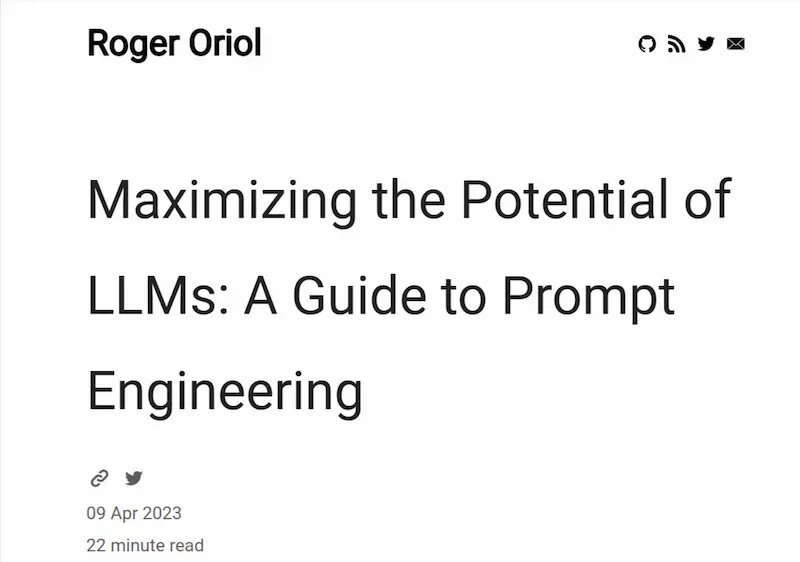 Roger Oriol
Maximizing the Potential of
LLMs: A Guide to Prompt
Engineering
09 Apr 2023
22 minute read